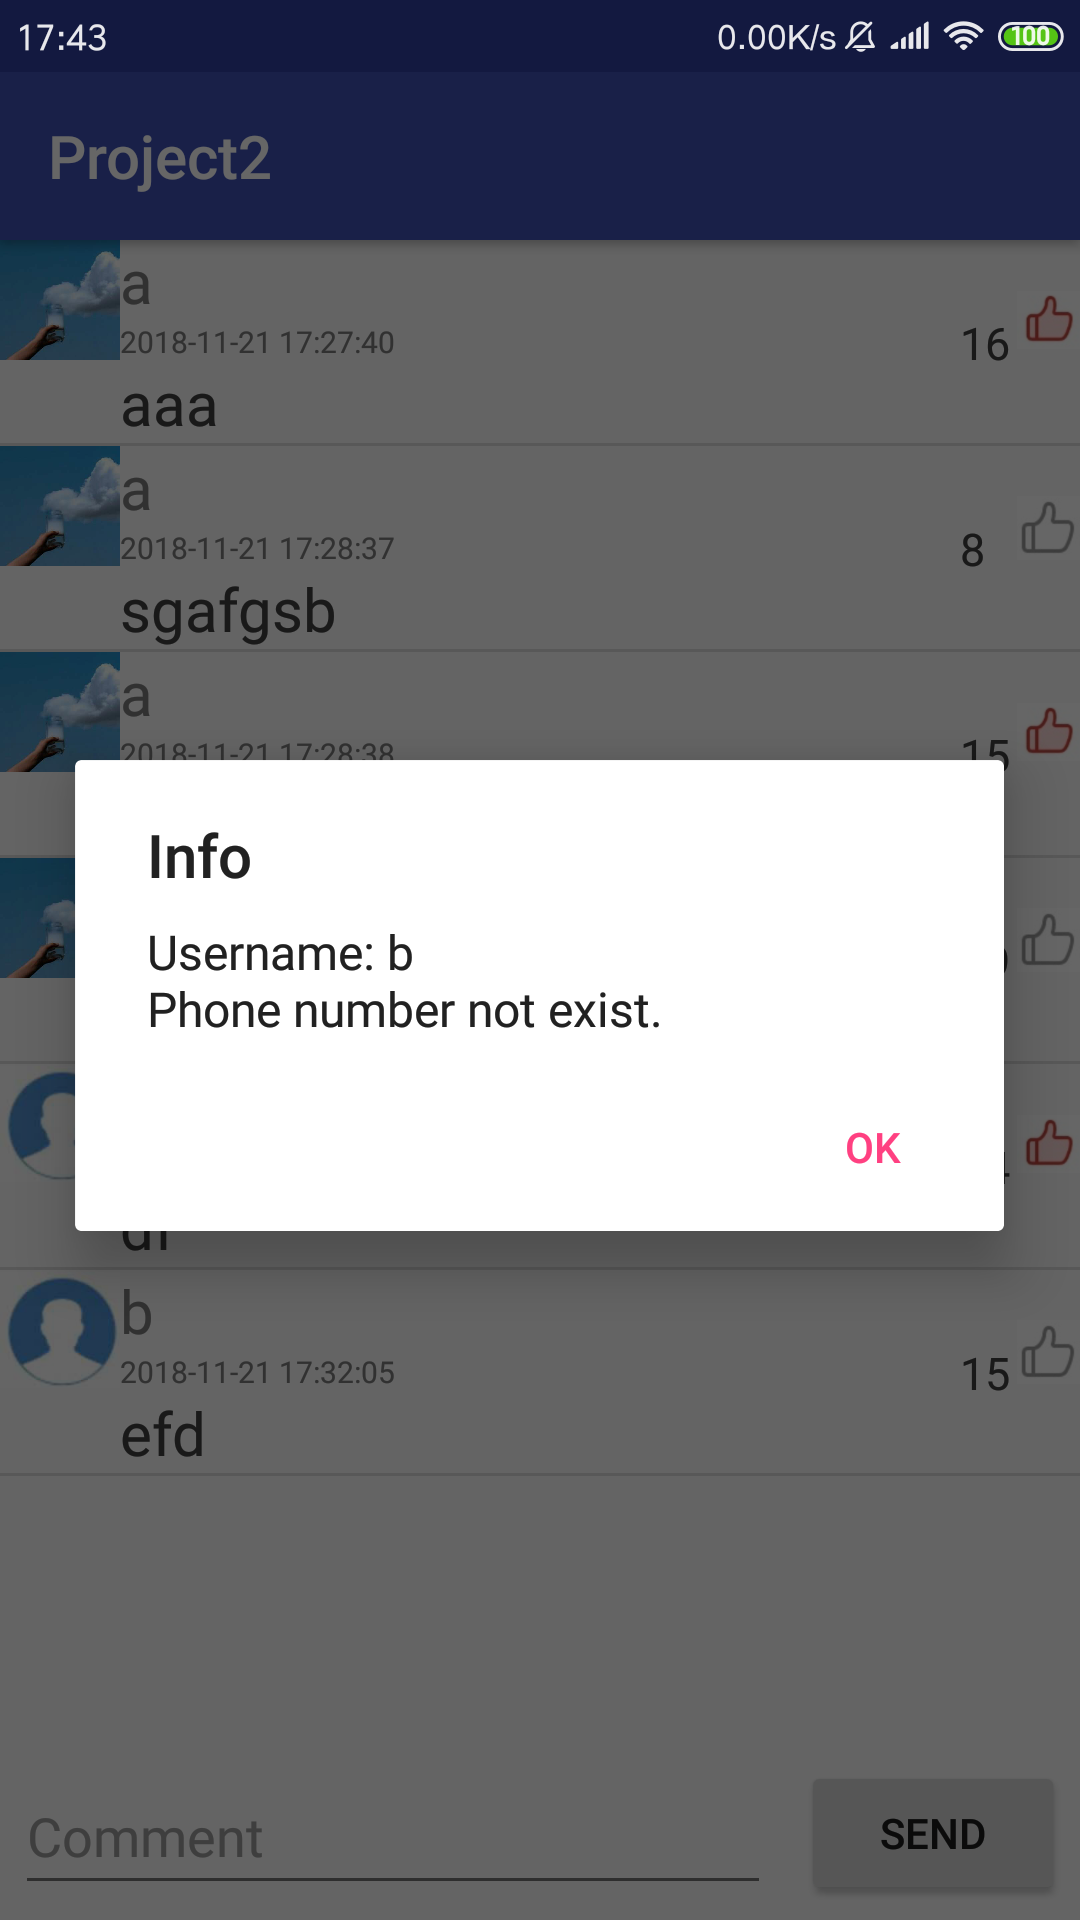 17:43
0.00K/s
100
Project2
a
2018-11-21 17:27:40
16
aaa
a
2018-11-21 17:28:37
8
sgafgsb
a
2018-11-21 17:28:38
15
Info
Username: b
Phone number not exist.
OK
b
2018-11-21 17:32:05
15
efd
Comment
SEND